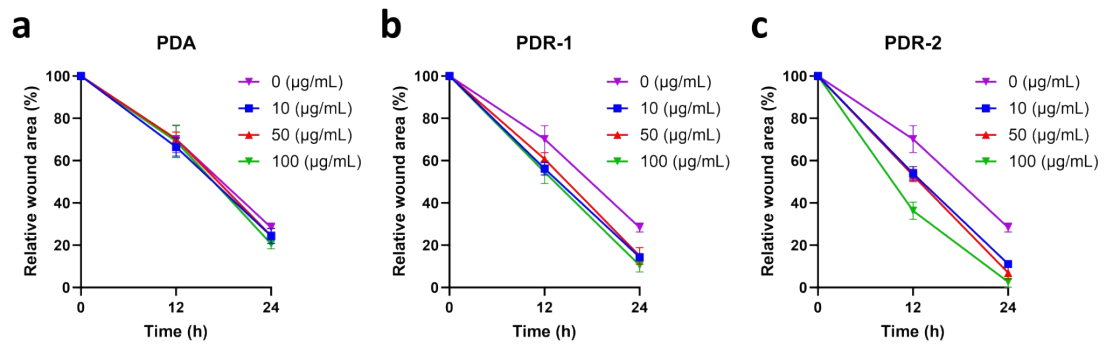 a
PDA
Relative wound area (%)
100
80
60
40
20
0
0
12
24
Time (h)
0 (µg/mL)
10 (µg/mL)
50 (µg/mL)
100 (µg/mL)
b
PDR-1
Relative wound area (%)
100
80
60
40
20
0
0
12
24
Time (h)
0 (µg/mL)
10 (µg/mL)
50 (µg/mL)
100 (µg/mL)
c
PDR-2
Relative wound area (%)
100
80
60
40
20
0
0
12
24
Time (h)
0 (µg/mL)
10 (µg/mL)
50 (µg/mL)
100 (µg/mL)